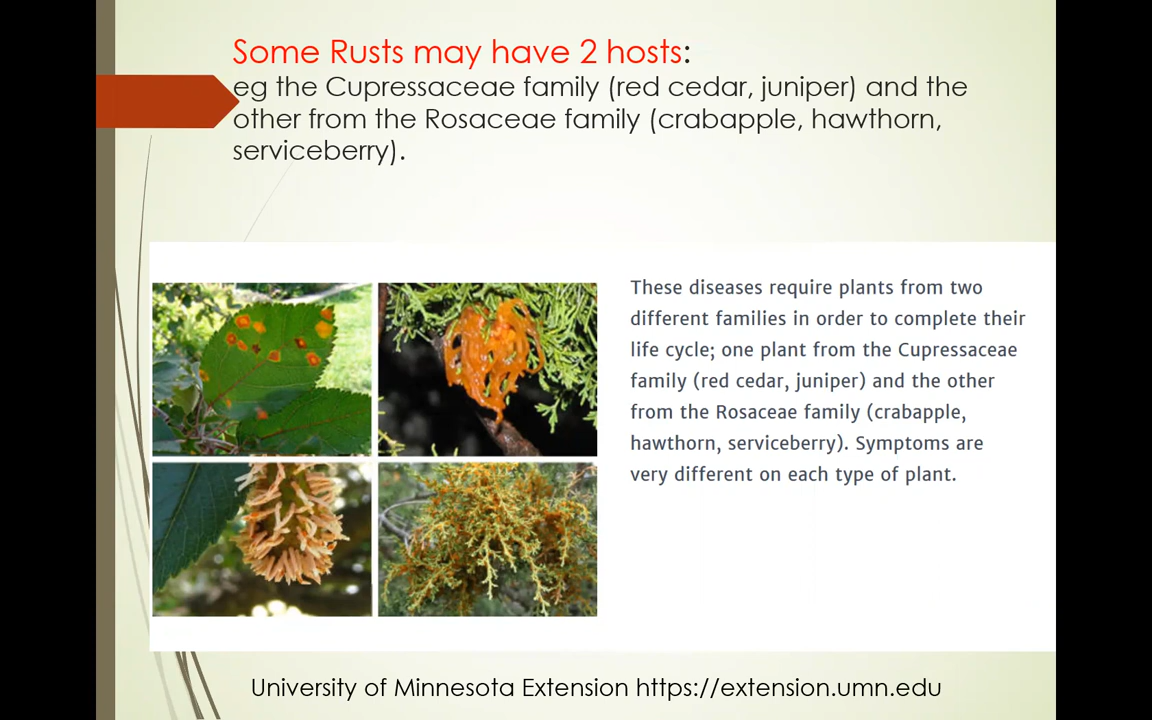 Some Rusts may have 2 hosts:
eg the Cupressaceae family (red cedar, juniper) and the
other from the Rosaceae family (crabapple, hawthorn,
serviceberry).
These diseases require plants from two
different families in order to complete their
life cycle; one plant from the Cupressaceae
family (red cedar, juniper) and the other
from the Rosaceae family (crabapple,
hawthorn, serviceberry). Symptoms are
very different on each type of plant.
University of Minnesota Extension https://extension.umn.edu